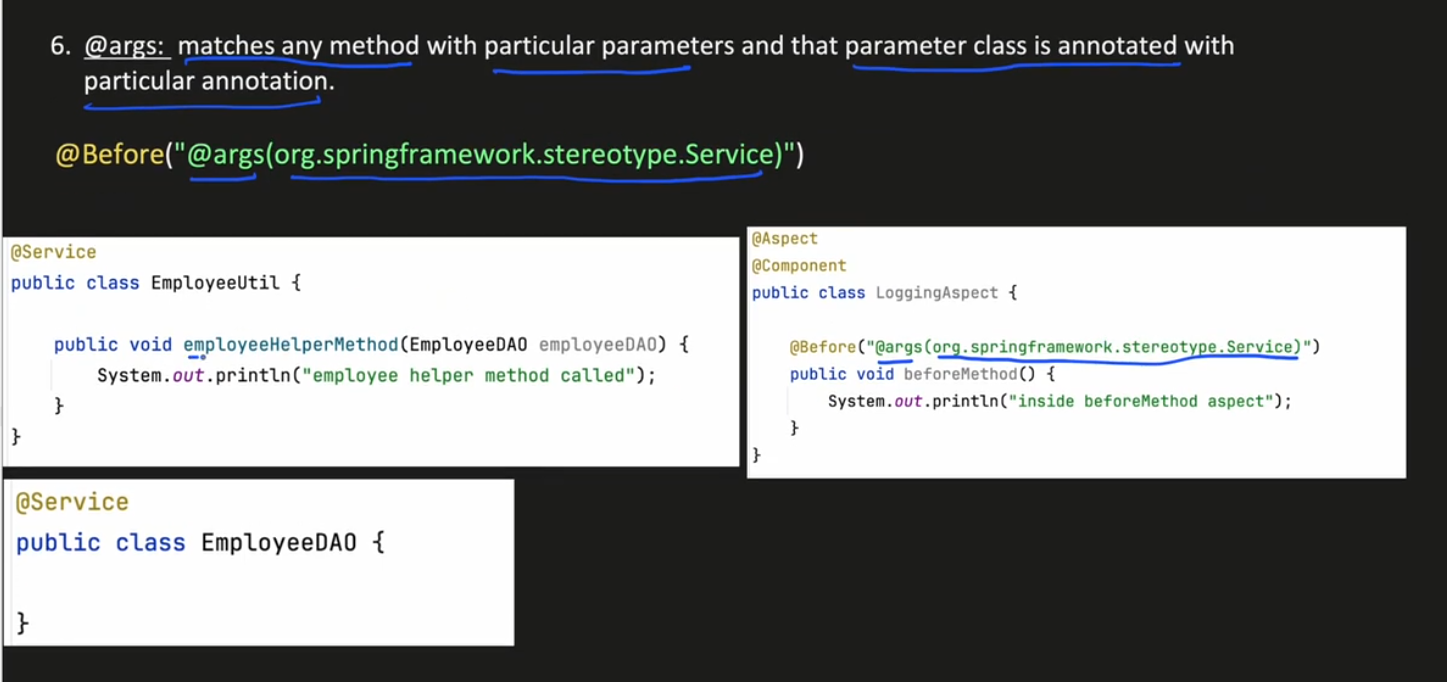 6. @args: matches any method with particular parameters and that parameter class is annotated with
particular annotation.
@Before("@args(org.springframework.stereotype.Service)")
@Service
public class EmployeeUtil {
public void employeeHelperMethod(EmployeeDAO employeeDAO) {
System.out.println("employee helper method called");
}
}
@Aspect
@Component
public class LoggingAspect {
@Before("@args(org.springframework.stereotype.Service)")
public void beforeMethod() {
System.out.println("inside beforeMethod aspect");
}
}
@Service
public class EmployeeDAO {
}